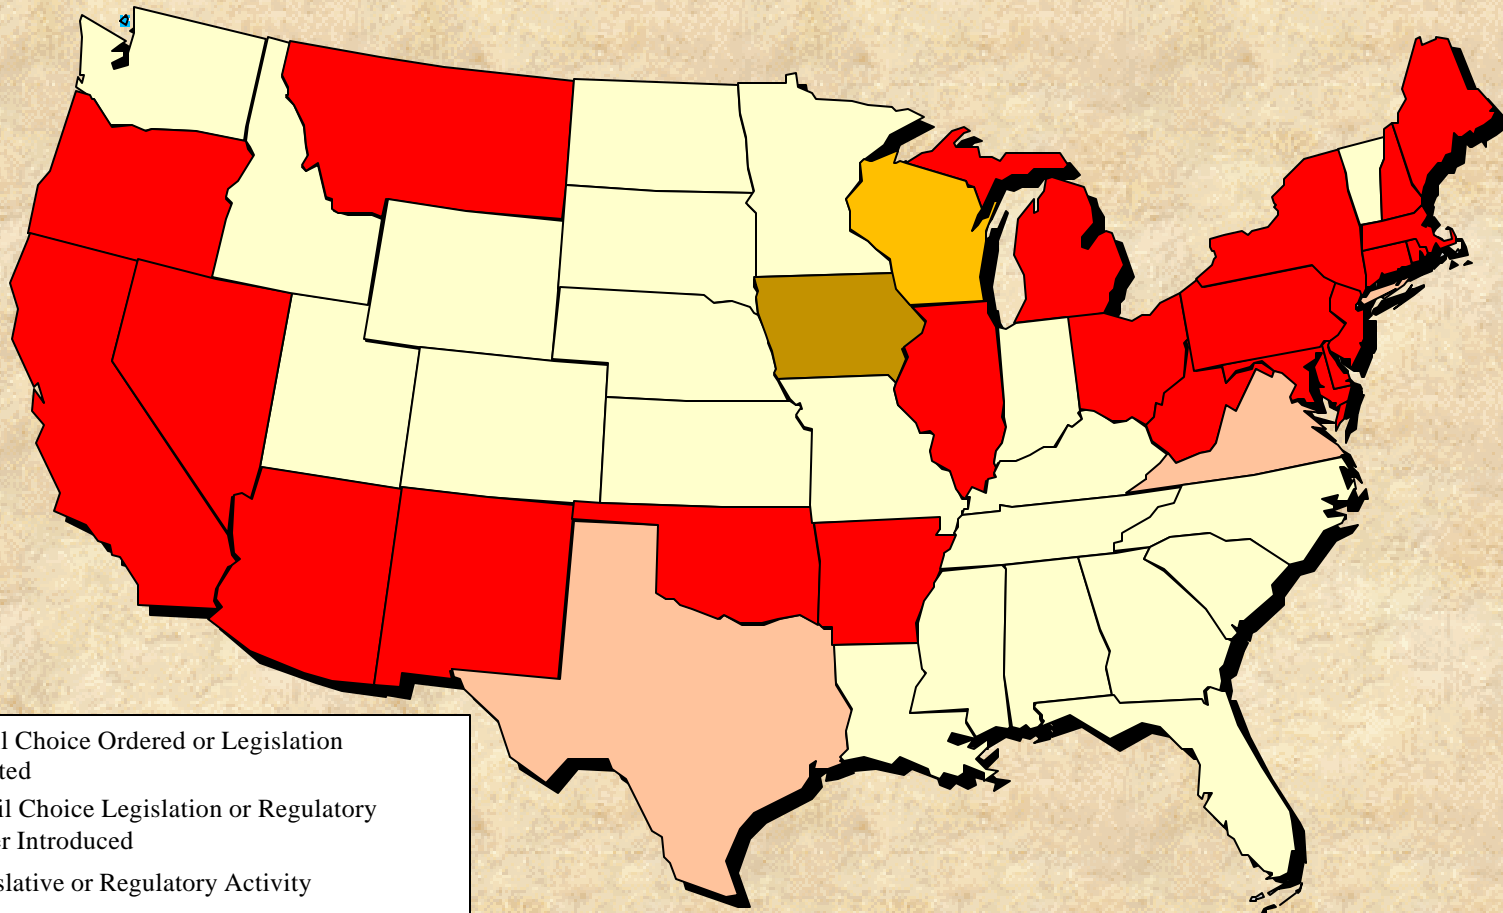 l Choice Ordered or Legislation
ted
il Choice Legislation or Regulatory
r Introduced
slative or Regulatory Activity